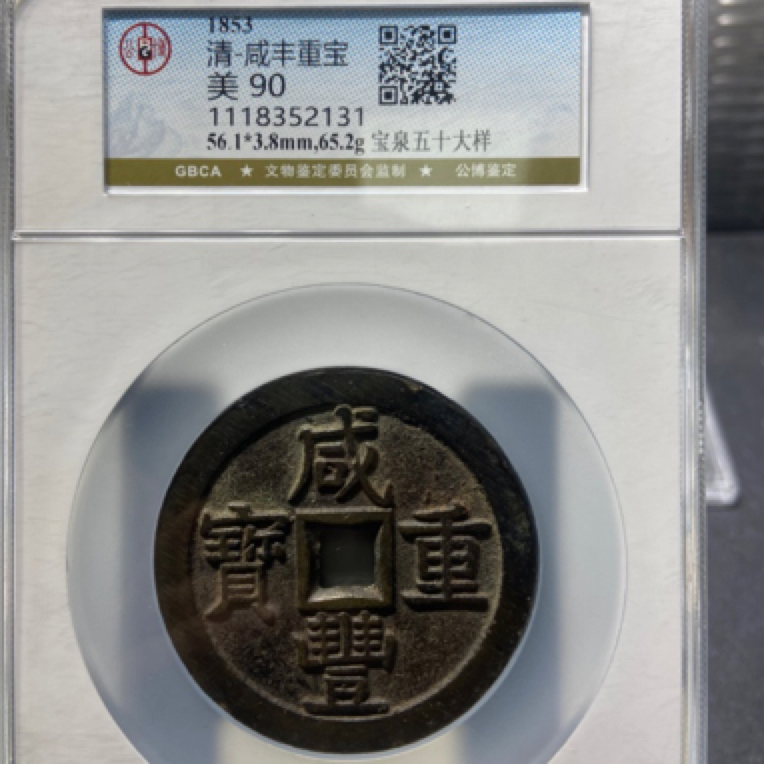 1853
清-咸丰重宝
美 90
1118352131
56.1*3.8mm,65.2g 宝泉五十大样
GBCA ★ 文物鉴定委员会监制 ★ 公博鉴定
咸
寶 重
豐